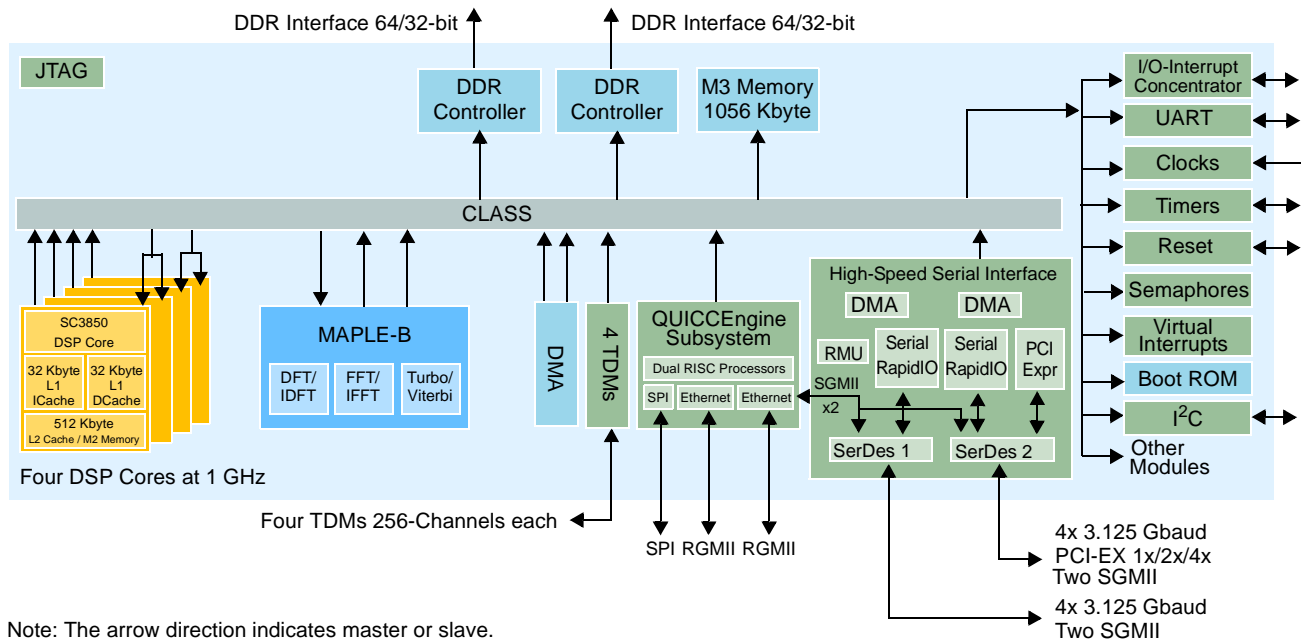 DDR Interface 64/32-bit
DDR Interface 64/32-bit
JTAG
DDR
Controller
DDR
Controller
M3 Memory
1056 Kbyte
I/O-Interrupt
Concentrator
UART
Clocks
Timers
Reset
Semaphores
Virtual
Interrupts
Boot ROM
I²C
Other
Modules
CLASS
SC3850
DSP Core
32 Kbyte
L1
ICache
32 Kbyte
L1
DCache
512 Kbyte
L2 Cache / M2 Memory
Four DSP Cores at 1 GHz
MAPLE-B
DFT/
IDFT
FFT/
IFFT
Turbo/
Viterbi
DMA
4 TDMs
QUICCEngine
Subsystem
Dual RISC Processors
SPI
Ethernet
Ethernet
High-Speed Serial Interface
DMA
DMA
RMU
Serial
RapidIO
Serial
RapidIO
PCI
Expr
SGMII
x2
SerDes 1
SerDes 2
Four TDMs 256-Channels each
SPI
RGMII
RGMII
4x 3.125 Gbaud
PCI-EX 1x/2x/4x
Two SGMII
4x 3.125 Gbaud
Two SGMII
Note: The arrow direction indicates master or slave.